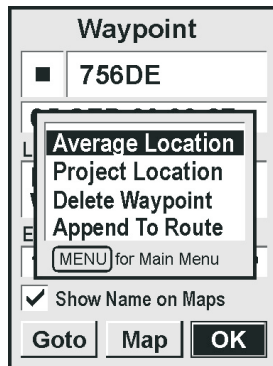 Waypoint
756DE
L
Average Location
Project Location
Delete Waypoint
Append To Route
E
MENU for Main Menu
Show Name on Maps
Goto Map OK